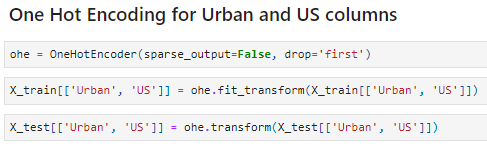 One Hot Encoding for Urban and US columns
ohe = OneHotEncoder(sparse_output=False, drop='first')
X_train[['Urban', 'US']] = ohe.fit_transform(X_train[['Urban', 'US']])
X_test[['Urban', 'US']] = ohe.transform(X_test[['Urban', 'US']])